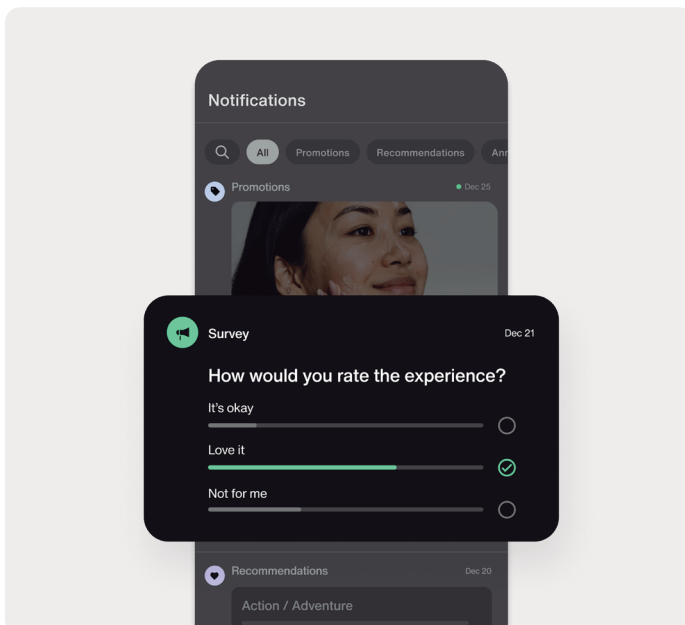 Notifications
All
Promotions
Recommendations
Promotions
Dec 25
Survey
Dec 21
How would you rate the experience?
It's okay
Love it
Not for me
Recommendations
Dec 20
Action / Adventure